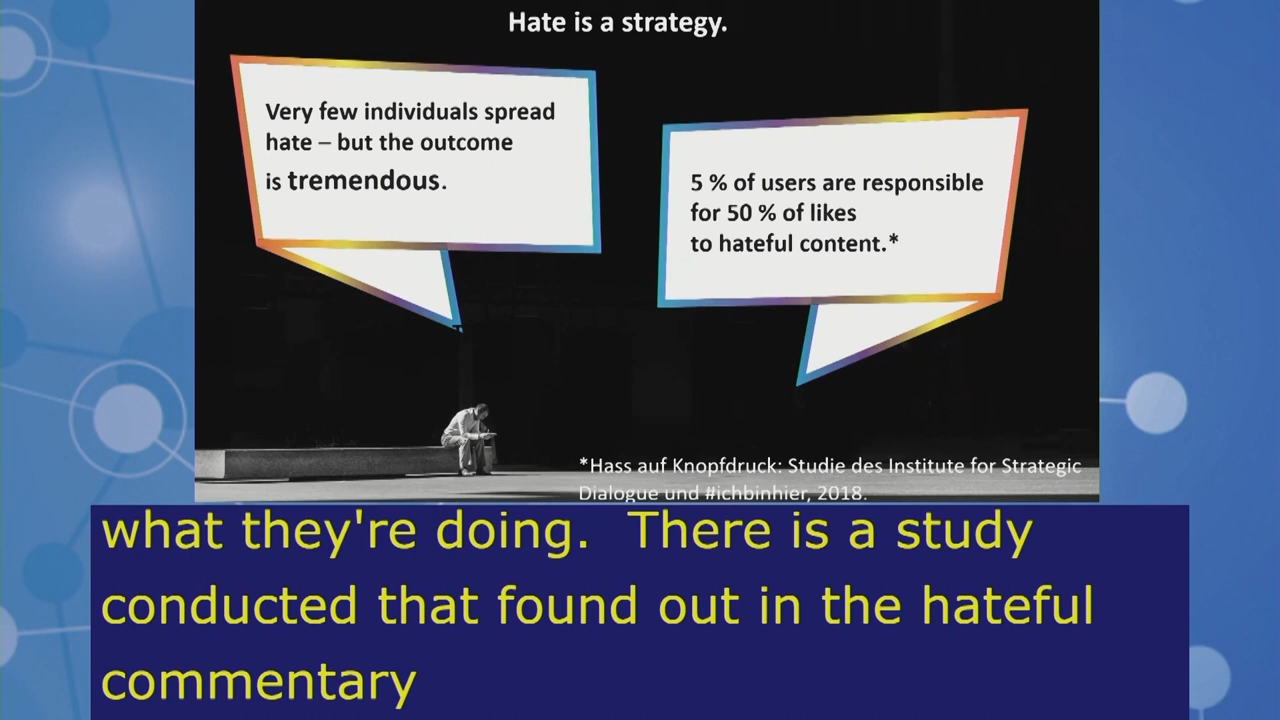 Hate is a strategy.
Very few individuals spread
hate – but the outcome
is tremendous.
5 % of users are responsible
for 50 % of likes
to hateful content.*
*Hass auf Knopfdruck: Studie des Institute for Strategic
Dialogue und #ichbinhier, 2018.
what they're doing.  There is a study
conducted that found out in the hateful
commentary